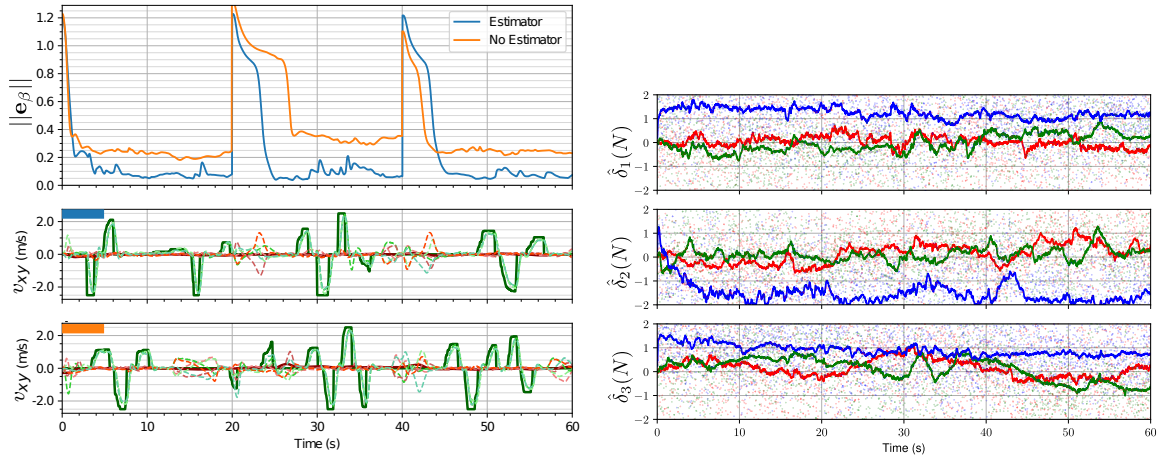 1.2
1.0
0.8
0.6
0.4
0.2
0.0
||e_β||
Estimator
No Estimator
2.0
0.0
-2.0
v_xy (m/s)
2.0
0.0
-2.0
v_xy (m/s)
0 10 20 30 40 50 60
Time (s)
2
1
0
−1
−2
δ̂_1(N)
2
1
0
−1
−2
δ̂_2(N)
2
1
0
−1
−2
δ̂_3(N)
0 10 20 30 40 50 60
Time (s)